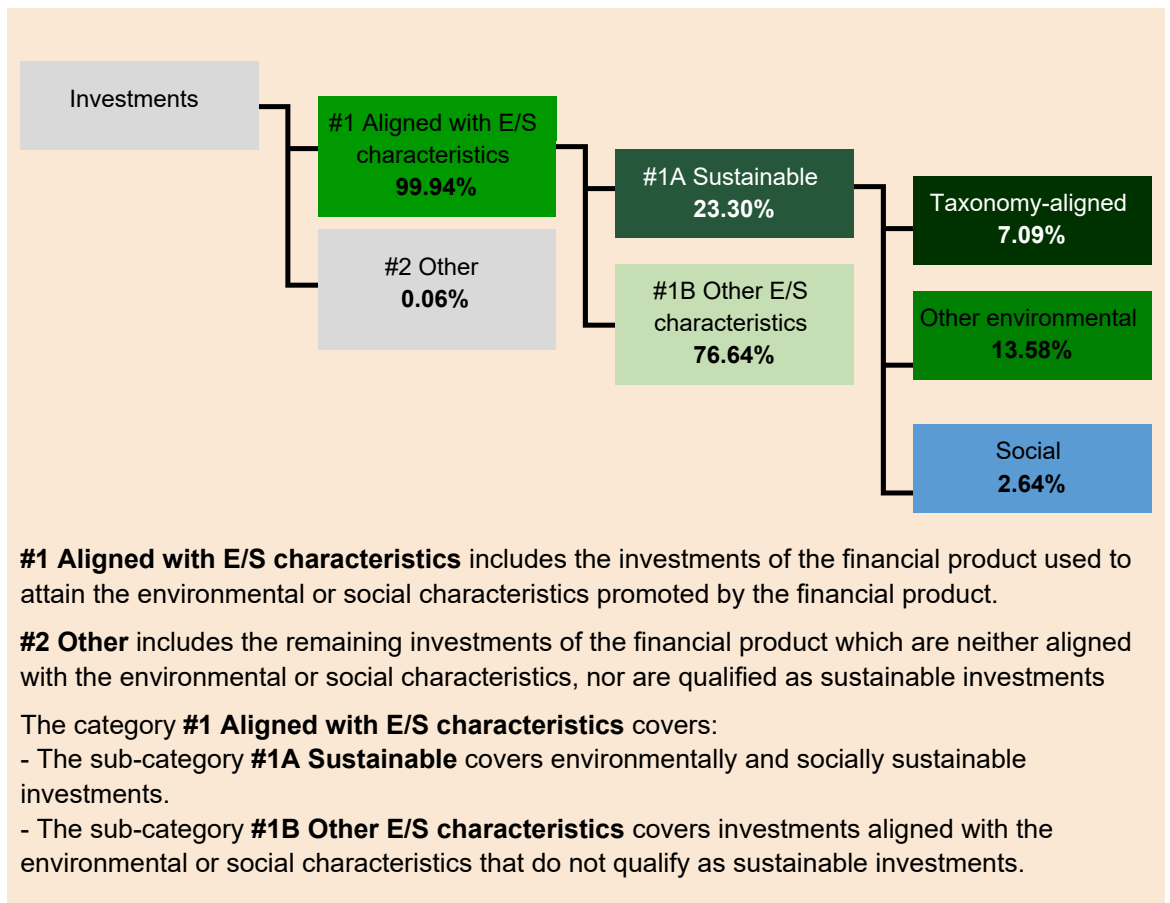 Investments
#1 Aligned with E/S
characteristics
99.94%
#2 Other
0.06%
#1A Sustainable
23.30%
#1B Other E/S
characteristics
76.64%
Taxonomy-aligned
7.09%
Other environmental
13.58%
Social
2.64%
#1 Aligned with E/S characteristics includes the investments of the financial product used to
attain the environmental or social characteristics promoted by the financial product.
#2 Other includes the remaining investments of the financial product which are neither aligned
with the environmental or social characteristics, nor are qualified as sustainable investments
The category #1 Aligned with E/S characteristics covers:
- The sub-category #1A Sustainable covers environmentally and socially sustainable
investments.
- The sub-category #1B Other E/S characteristics covers investments aligned with the
environmental or social characteristics that do not qualify as sustainable investments.